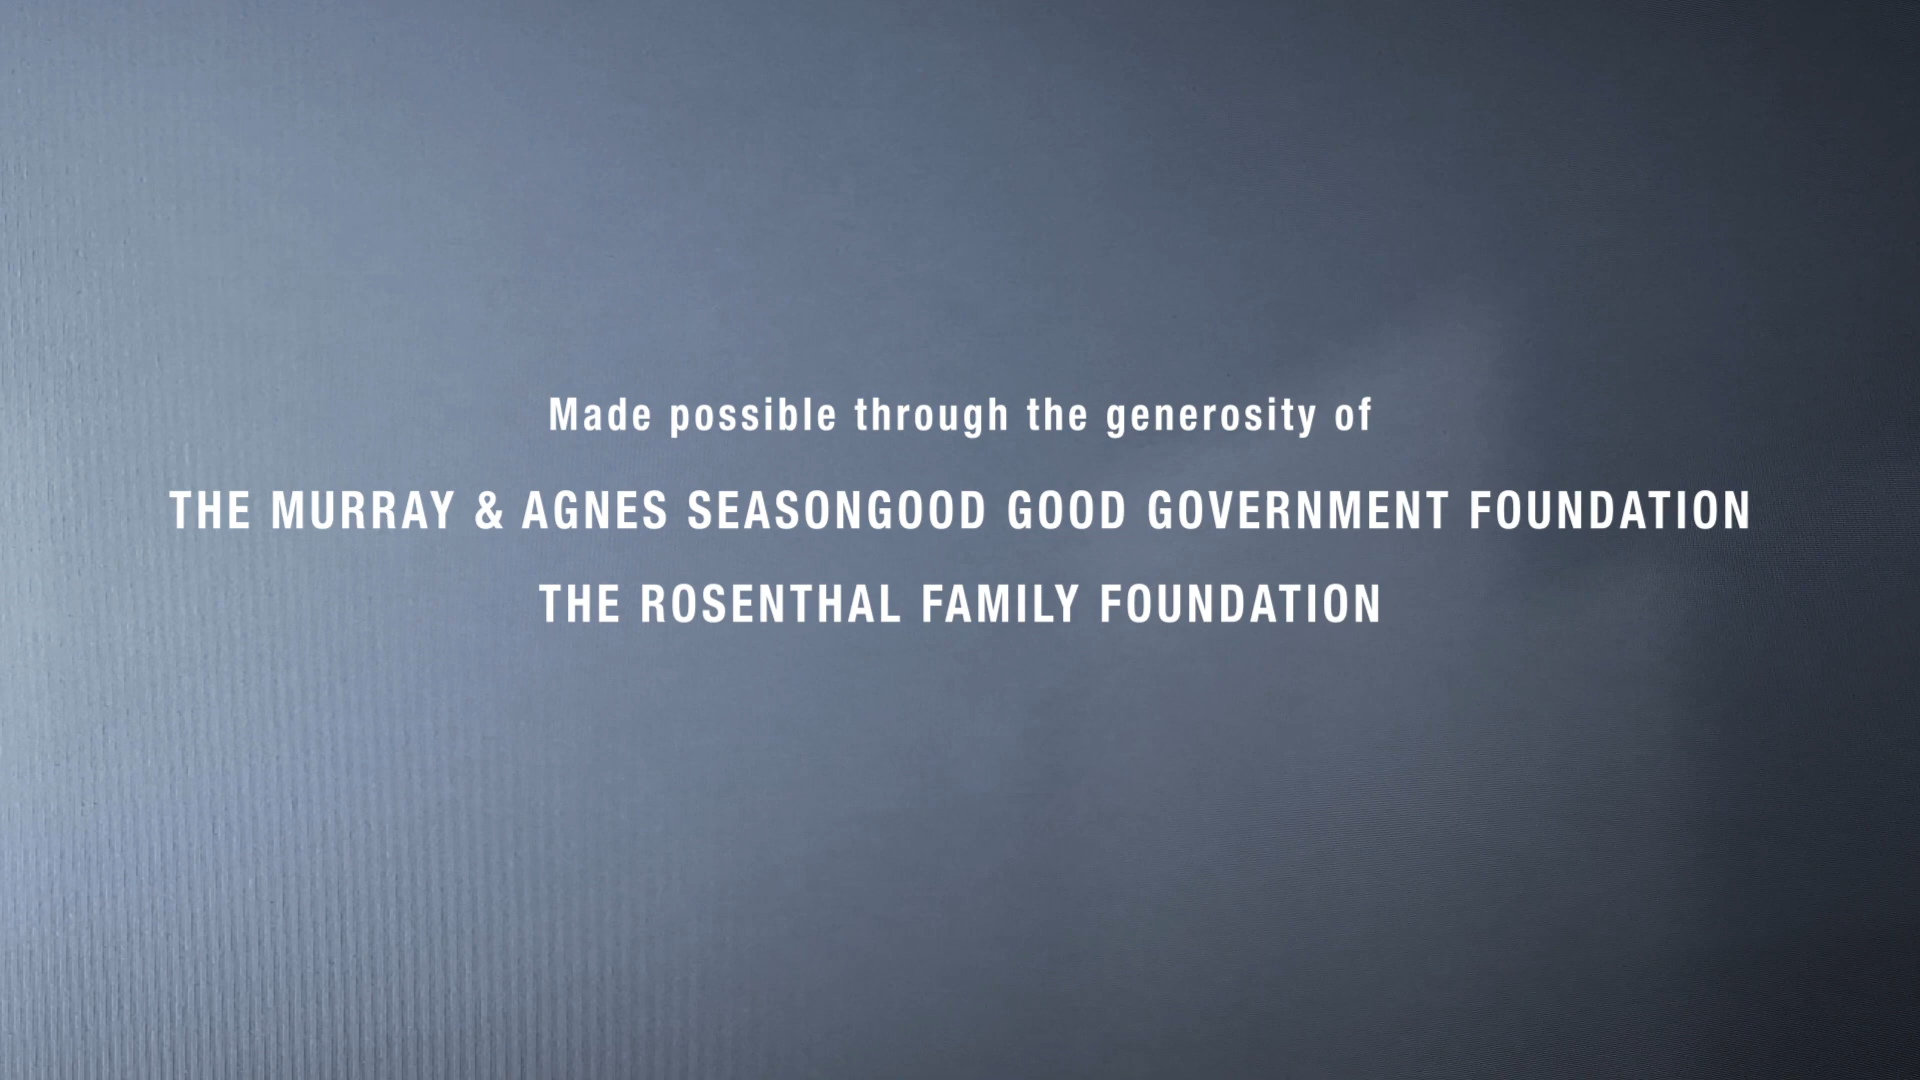 Made possible through the generosity of
THE MURRAY & AGNES SEASONGOOD GOOD GOVERNMENT FOUNDATION
THE ROSENTHAL FAMILY FOUNDATION